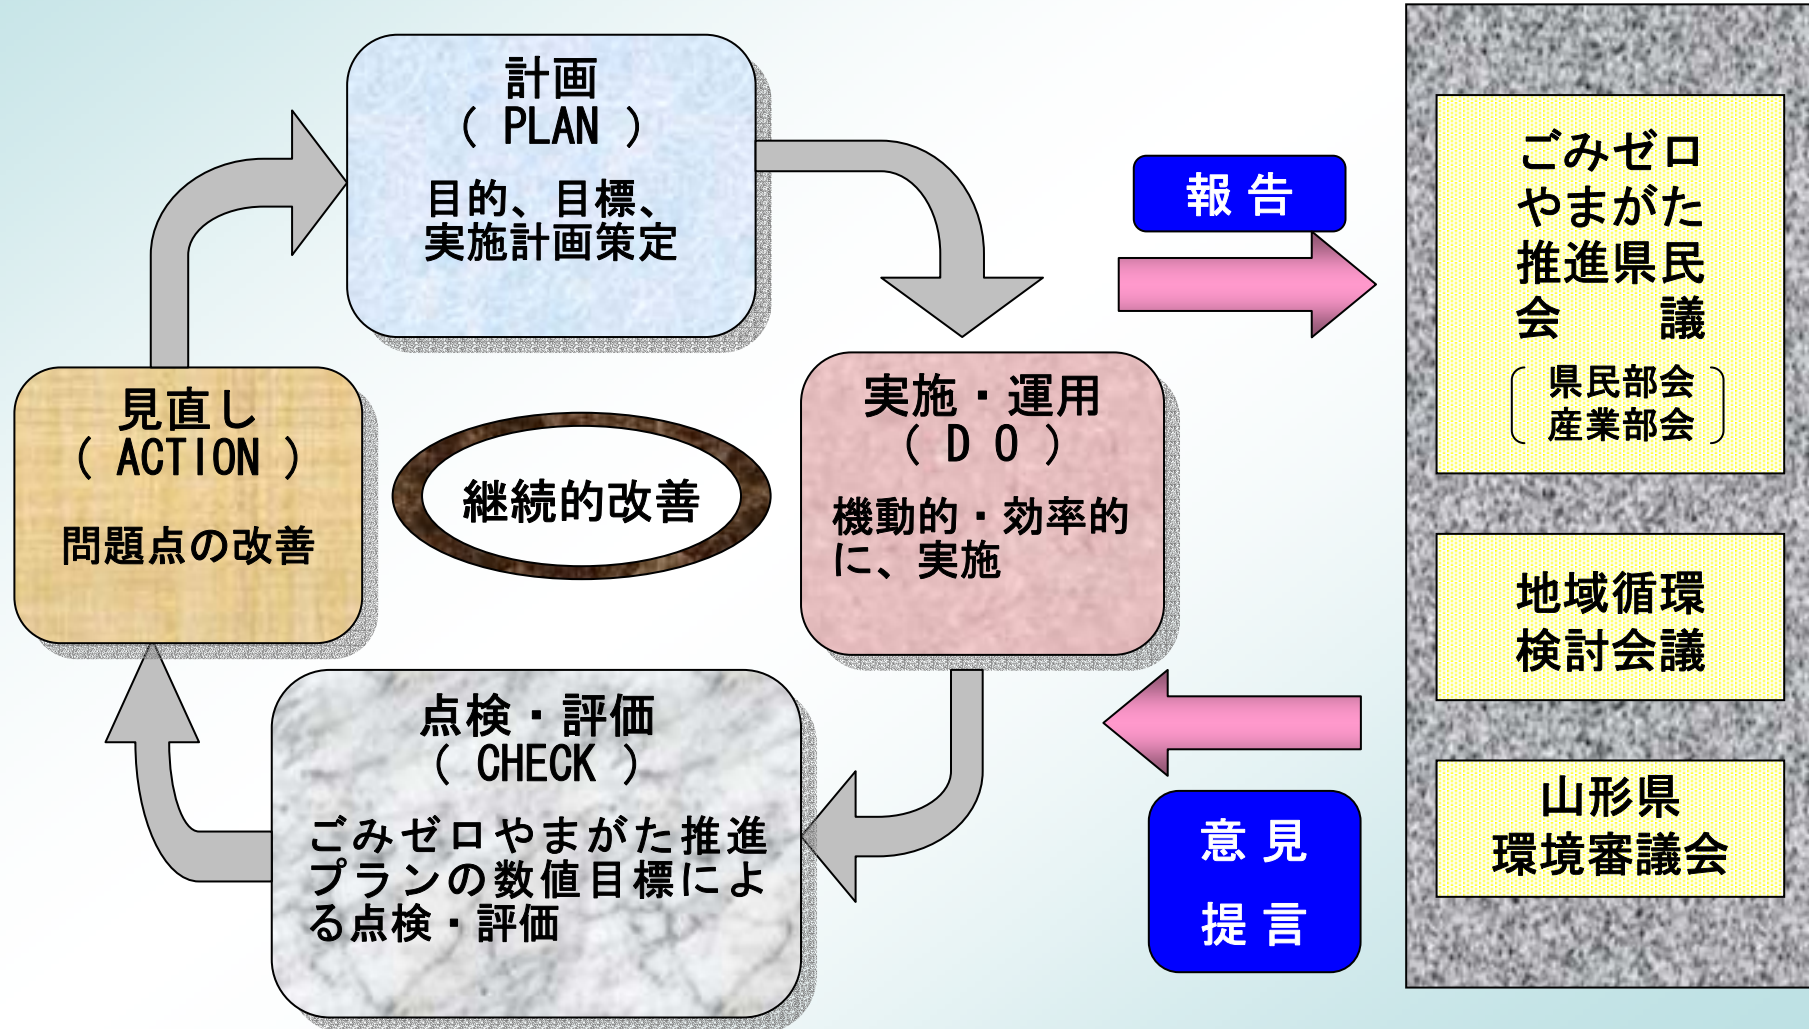 計画
( PLAN )
目的、目標、
実施計画策定
実施・運用
( D O )
機動的・効率的
に、実施
点検・評価
( CHECK )
ごみゼロやまがた推進
プランの数値目標によ
る点検・評価
見直し
( ACTION )
問題点の改善
継続的改善
報告
意見
提言
ごみゼロ
やまがた
推進県民
会　　議
県民部会
産業部会
地域循環
検討会議
山形県
環境審議会